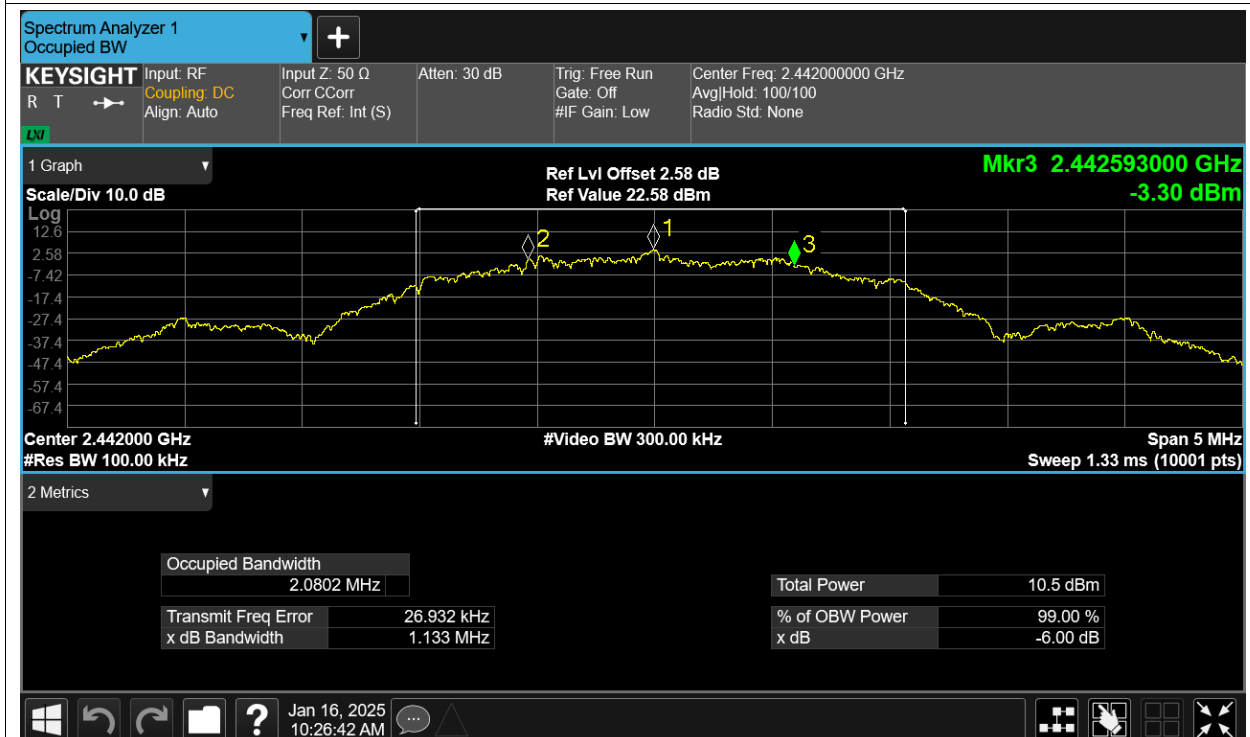 Spectrum Analyzer 1
Occupied BW
+
KEYSIGHT
R T
LXI
Input: RF
Coupling: DC
Align: Auto
Input Z: 50 Ω
Corr CCorr
Freq Ref: Int (S)
Atten: 30 dB
Trig: Free Run
Gate: Off
#IF Gain: Low
Center Freq: 2.442000000 GHz
Avg|Hold: 100/100
Radio Std: None
1 Graph
Scale/Div 10.0 dB
Ref Lvl Offset 2.58 dB
Ref Value 22.58 dBm
Mkr3 2.442593000 GHz
-3.30 dBm
Log
12.6
2.58
-7.42
-17.4
-27.4
-37.4
-47.4
-57.4
-67.4
2
1
3
Center 2.442000 GHz
#Video BW 300.00 kHz
Span 5 MHz
#Res BW 100.00 kHz
Sweep 1.33 ms (10001 pts)
2 Metrics
Occupied Bandwidth
2.0802 MHz
Total Power 10.5 dBm
Transmit Freq Error 26.932 kHz
% of OBW Power 99.00 %
x dB Bandwidth 1.133 MHz
x dB -6.00 dB
?
Jan 16, 2025
10:26:42 AM